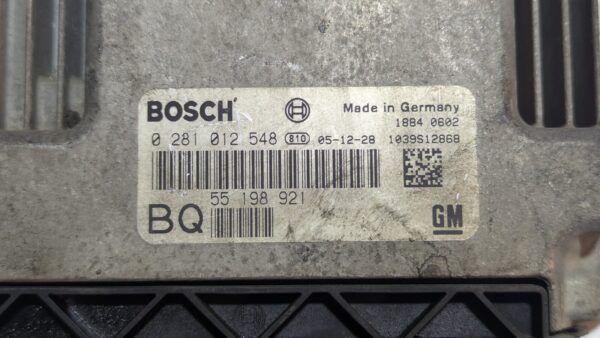 BOSCH Made in Germany
1884 0602
0 281 012 548 810 05-12-28 1039S12868
55 198 921
BQ GM